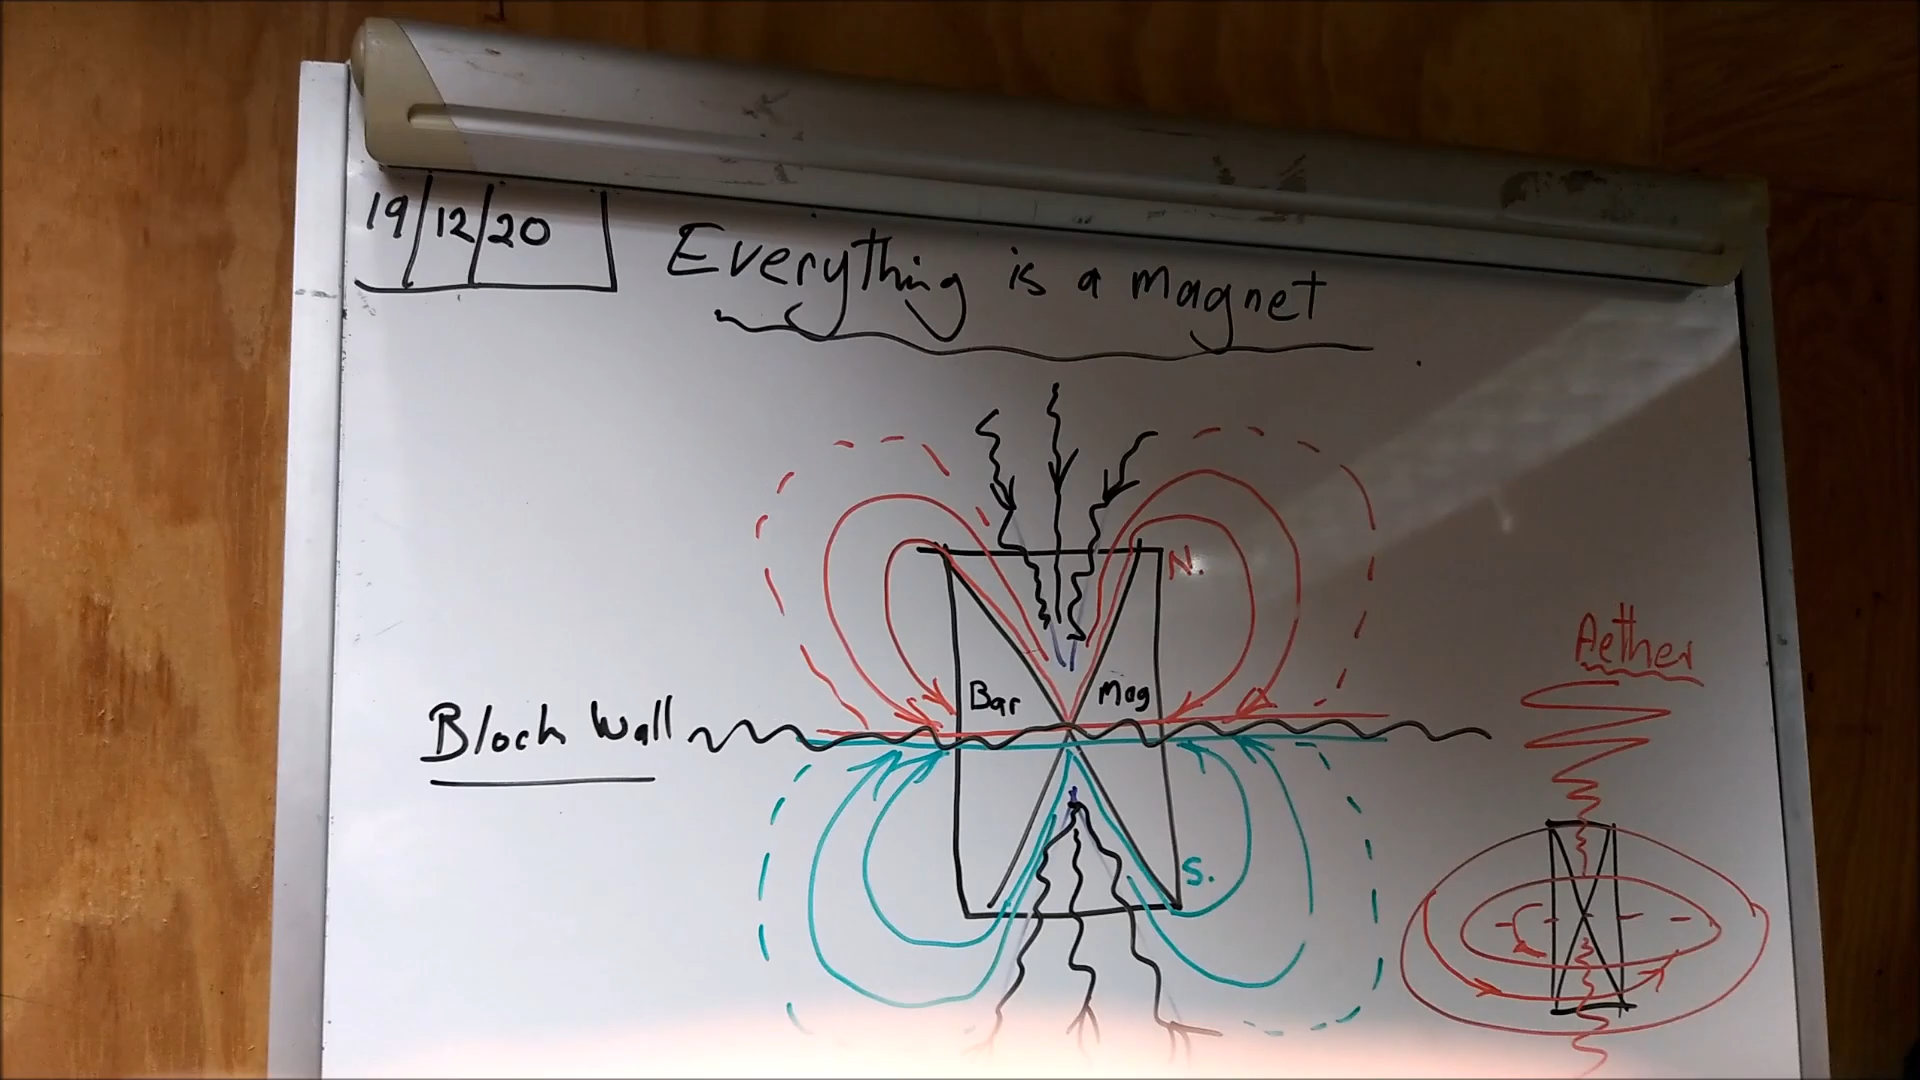 19/12/20
Everything is a magnet
N.
Aether
Bar Mag
Bloch Wall
S.